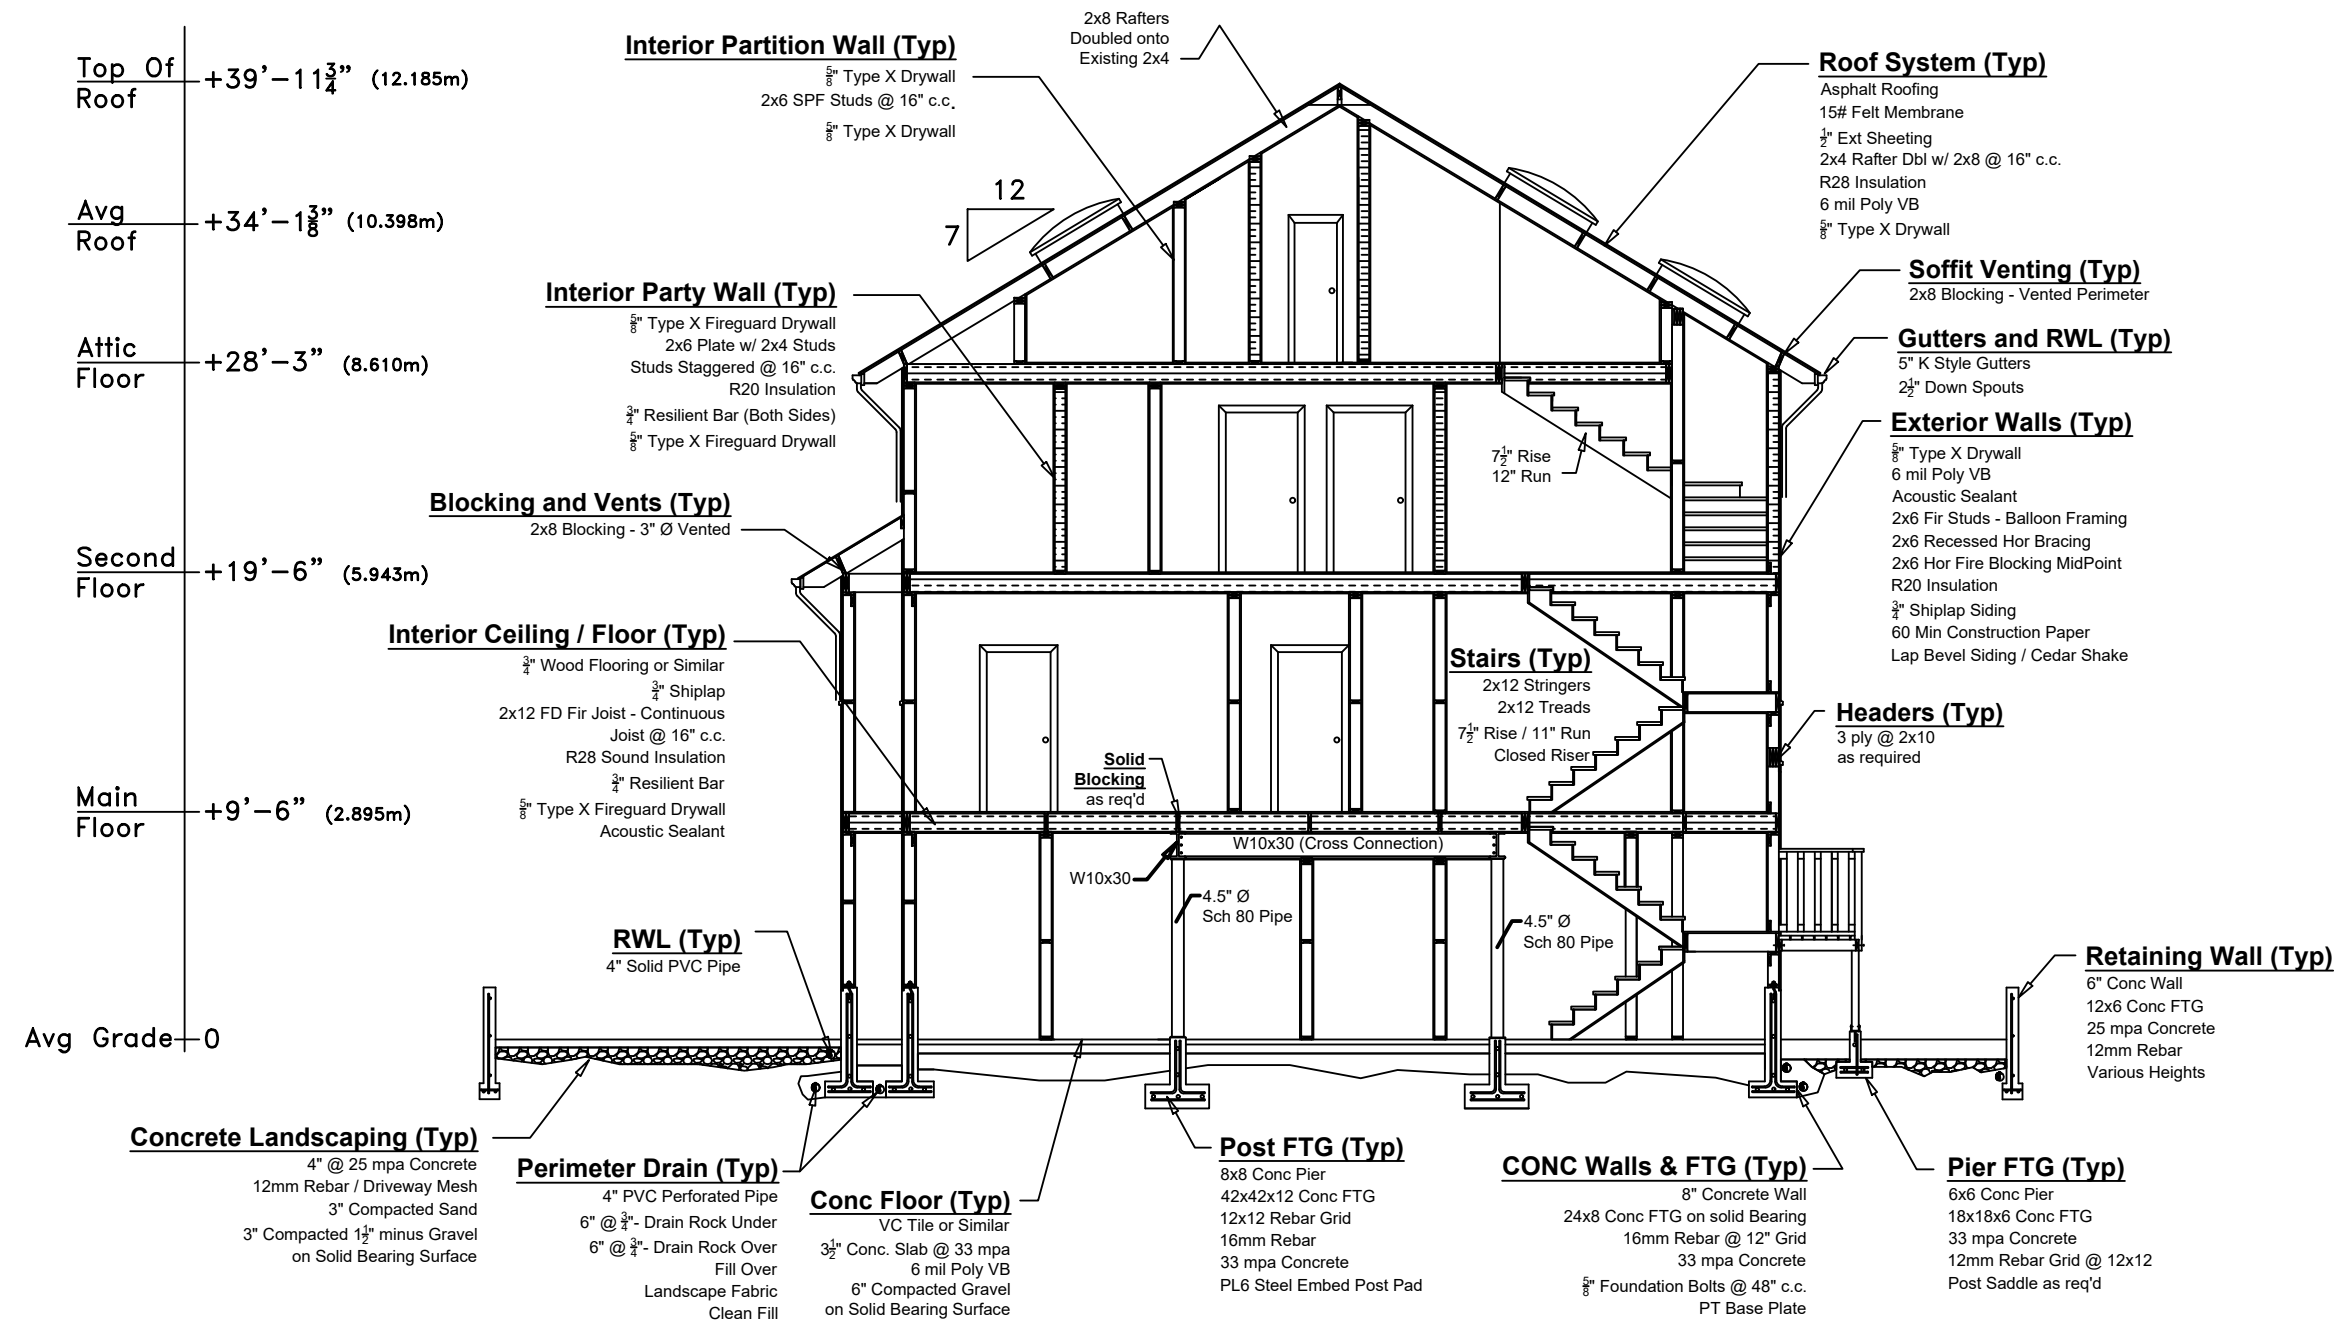 Top Of
Roof
+39’-11 3/4” (12.185m)
Avg
Roof
+34’-1 3/8” (10.398m)
Attic
Floor
+28’-3” (8.610m)
Second
Floor
+19’-6” (5.943m)
Main
Floor
+9’-6” (2.895m)
Avg Grade
0
Interior Partition Wall (Typ)
5/8" Type X Drywall
2x6 SPF Studs @ 16" c.c.
5/8" Type X Drywall
2x8 Rafters
Doubled onto
Existing 2x4
12
7
Interior Party Wall (Typ)
5/8" Type X Fireguard Drywall
2x6 Plate w/ 2x4 Studs
Studs Staggered @ 16" c.c.
R20 Insulation
3/4" Resilient Bar (Both Sides)
5/8" Type X Fireguard Drywall
Blocking and Vents (Typ)
2x8 Blocking - 3" Ø Vented
Interior Ceiling / Floor (Typ)
3/4" Wood Flooring or Similar
3/4" Shiplap
2x12 FD Fir Joist - Continuous
Joist @ 16" c.c.
R28 Sound Insulation
3/4" Resilient Bar
5/8" Type X Fireguard Drywall
Acoustic Sealant
RWL (Typ)
4" Solid PVC Pipe
Roof System (Typ)
Asphalt Roofing
15# Felt Membrane
1/2" Ext Sheeting
2x4 Rafter Dbl w/ 2x8 @ 16" c.c.
R28 Insulation
6 mil Poly VB
5/8" Type X Drywall
Soffit Venting (Typ)
2x8 Blocking - Vented Perimeter
Gutters and RWL (Typ)
5" K Style Gutters
2 1/2" Down Spouts
Exterior Walls (Typ)
5/8" Type X Drywall
6 mil Poly VB
Acoustic Sealant
2x6 Fir Studs - Balloon Framing
2x6 Recessed Hor Bracing
2x6 Hor Fire Blocking MidPoint
R20 Insulation
3/4" Shiplap Siding
60 Min Construction Paper
Lap Bevel Siding / Cedar Shake
7 1/2" Rise
12" Run
Stairs (Typ)
2x12 Stringers
2x12 Treads
7 1/2" Rise / 11" Run
Closed Riser
Headers (Typ)
3 ply @ 2x10
as required
Solid
Blocking
as req'd
W10x30 (Cross Connection)
W10x30
4.5" Ø
Sch 80 Pipe
4.5" Ø
Sch 80 Pipe
Retaining Wall (Typ)
6" Conc Wall
12x6 Conc FTG
25 mpa Concrete
12mm Rebar
Various Heights
Concrete Landscaping (Typ)
4" @ 25 mpa Concrete
12mm Rebar / Driveway Mesh
3" Compacted Sand
3" Compacted 1 1/2" minus Gravel
on Solid Bearing Surface
Perimeter Drain (Typ)
4" PVC Perforated Pipe
6" @ 3/4"- Drain Rock Under
6" @ 3/4"- Drain Rock Over
Fill Over
Landscape Fabric
Clean Fill
Conc Floor (Typ)
VC Tile or Similar
3 1/2" Conc. Slab @ 33 mpa
6 mil Poly VB
6" Compacted Gravel
on Solid Bearing Surface
Post FTG (Typ)
8x8 Conc Pier
42x42x12 Conc FTG
12x12 Rebar Grid
16mm Rebar
33 mpa Concrete
PL6 Steel Embed Post Pad
CONC Walls & FTG (Typ)
8" Concrete Wall
24x8 Conc FTG on solid Bearing
16mm Rebar @ 12" Grid
33 mpa Concrete
5/8" Foundation Bolts @ 48" c.c.
PT Base Plate
Pier FTG (Typ)
6x6 Conc Pier
18x18x6 Conc FTG
33 mpa Concrete
12mm Rebar Grid @ 12x12
Post Saddle as req'd